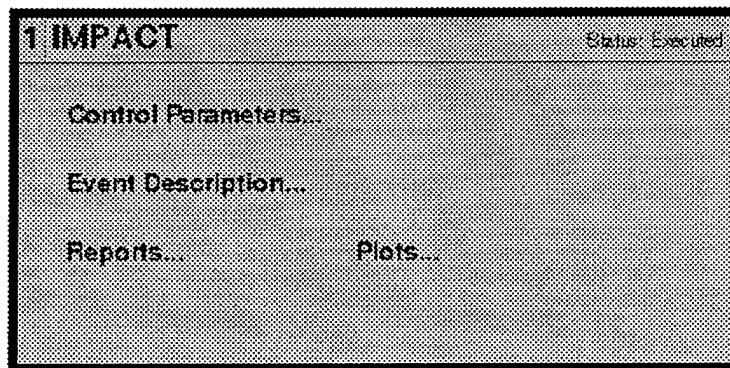 1 IMPACT Status: Executed
Control Parameters...
Event Description...
Reports... Plots...